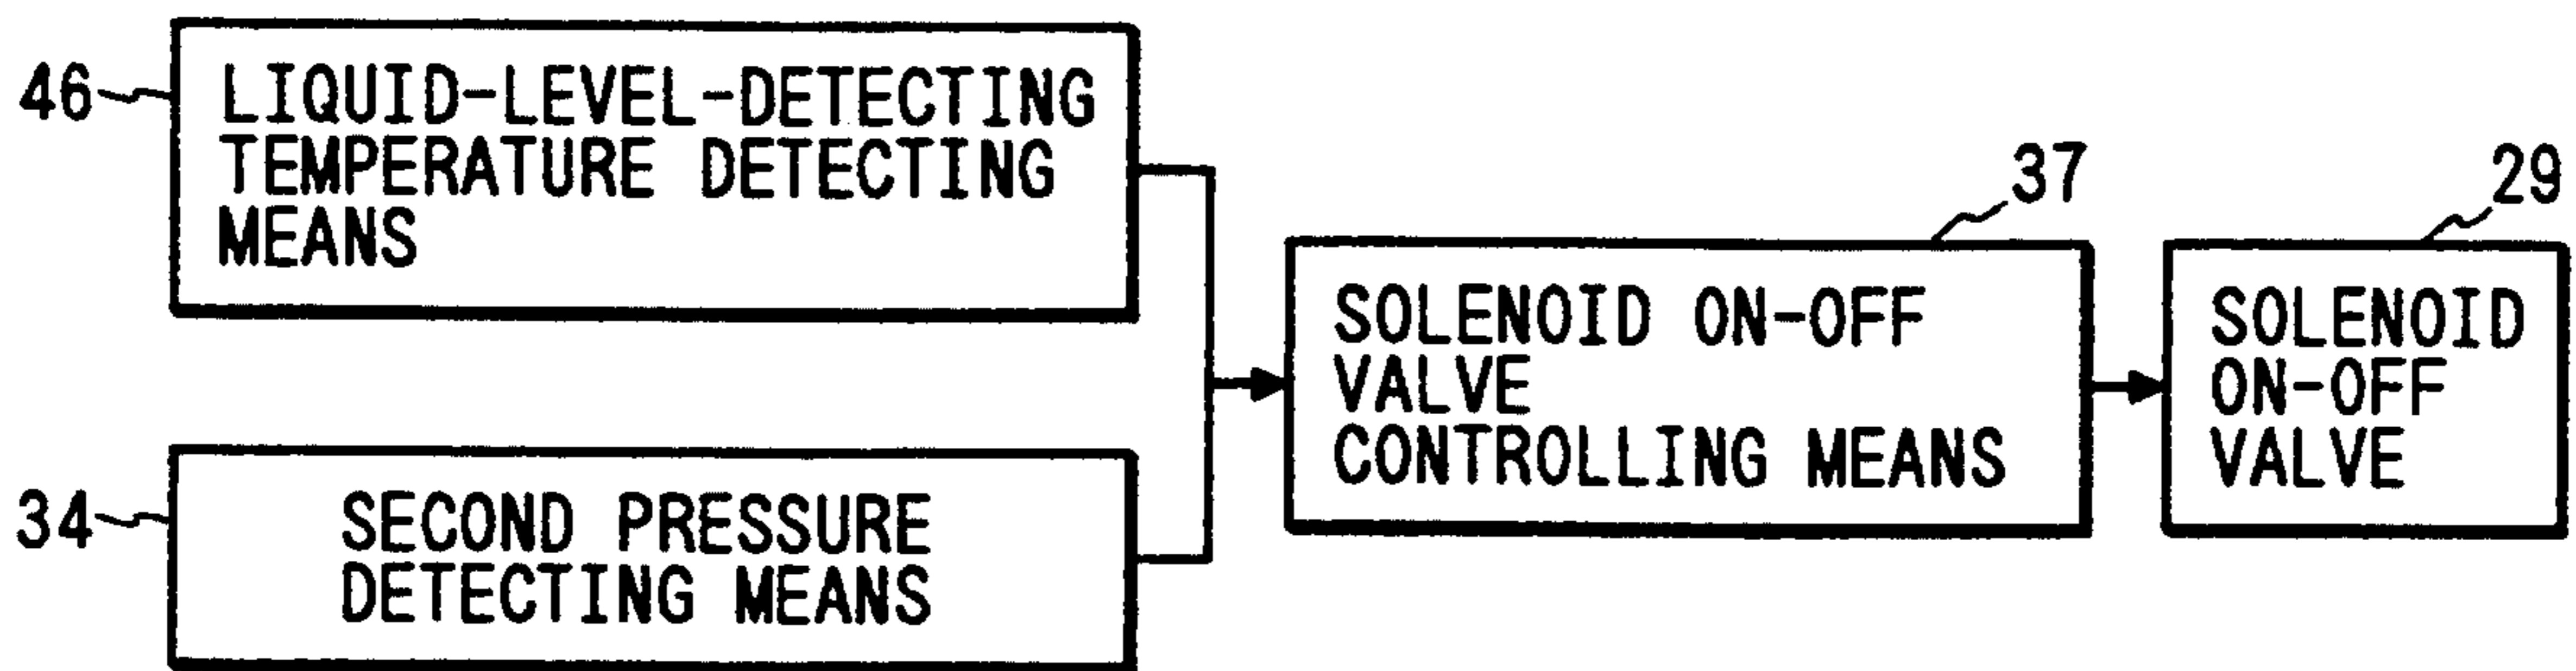 46
LIQUID-LEVEL-DETECTING
TEMPERATURE DETECTING
MEANS
34
SECOND PRESSURE
DETECTING MEANS
37
SOLENOID ON-OFF
VALVE
CONTROLLING MEANS
29
SOLENOID
ON-OFF
VALVE